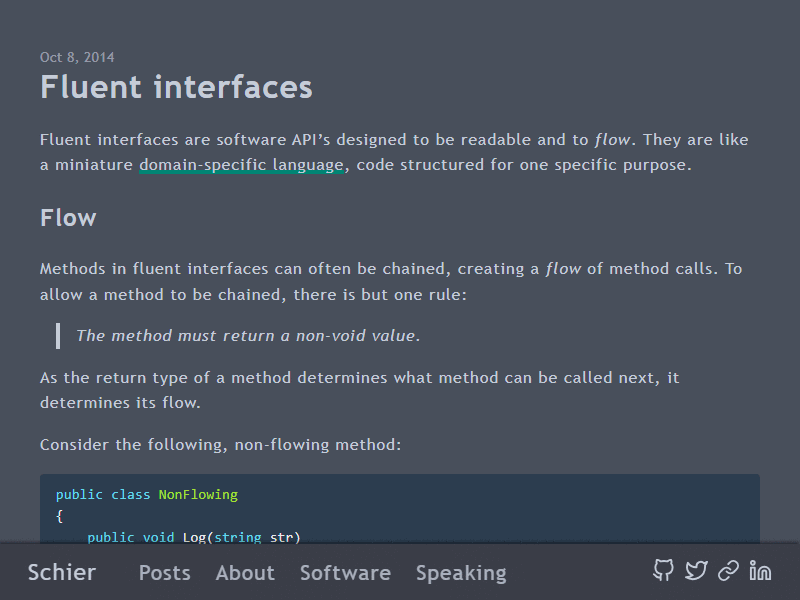 Oct 8, 2014
Fluent interfaces
Fluent interfaces are software API’s designed to be readable and to flow. They are like
a miniature domain-specific language, code structured for one specific purpose.
Flow
Methods in fluent interfaces can often be chained, creating a flow of method calls. To
allow a method to be chained, there is but one rule:
The method must return a non-void value.
As the return type of a method determines what method can be called next, it
determines its flow.
Consider the following, non-flowing method:
public class NonFlowing
{
public void Log(string str)
Schier Posts About Software Speaking